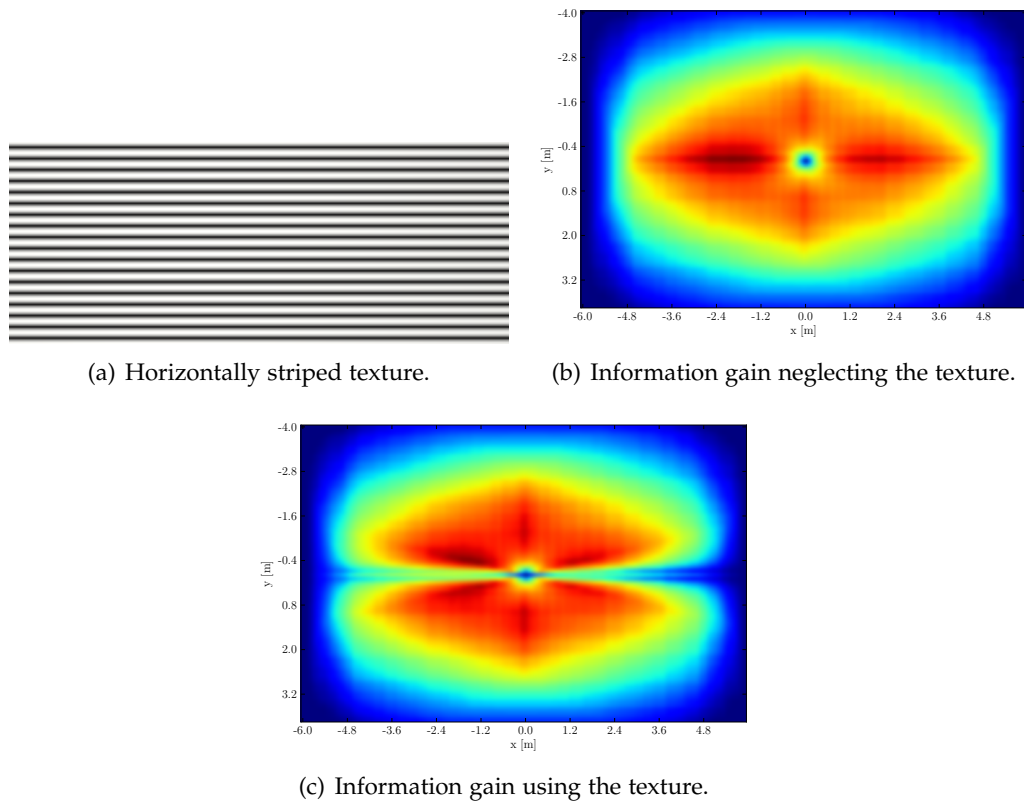 -4.0
-2.8
-1.6
-0.4
0.8
2.0
3.2
y [m]
-6.0 -4.8 -3.6 -2.4 -1.2 0.0 1.2 2.4 3.6 4.8
x [m]
(a) Horizontally striped texture.
(b) Information gain neglecting the texture.
-4.0
-2.8
-1.6
-0.4
0.8
2.0
3.2
y [m]
-6.0 -4.8 -3.6 -2.4 -1.2 0.0 1.2 2.4 3.6 4.8
x [m]
(c) Information gain using the texture.